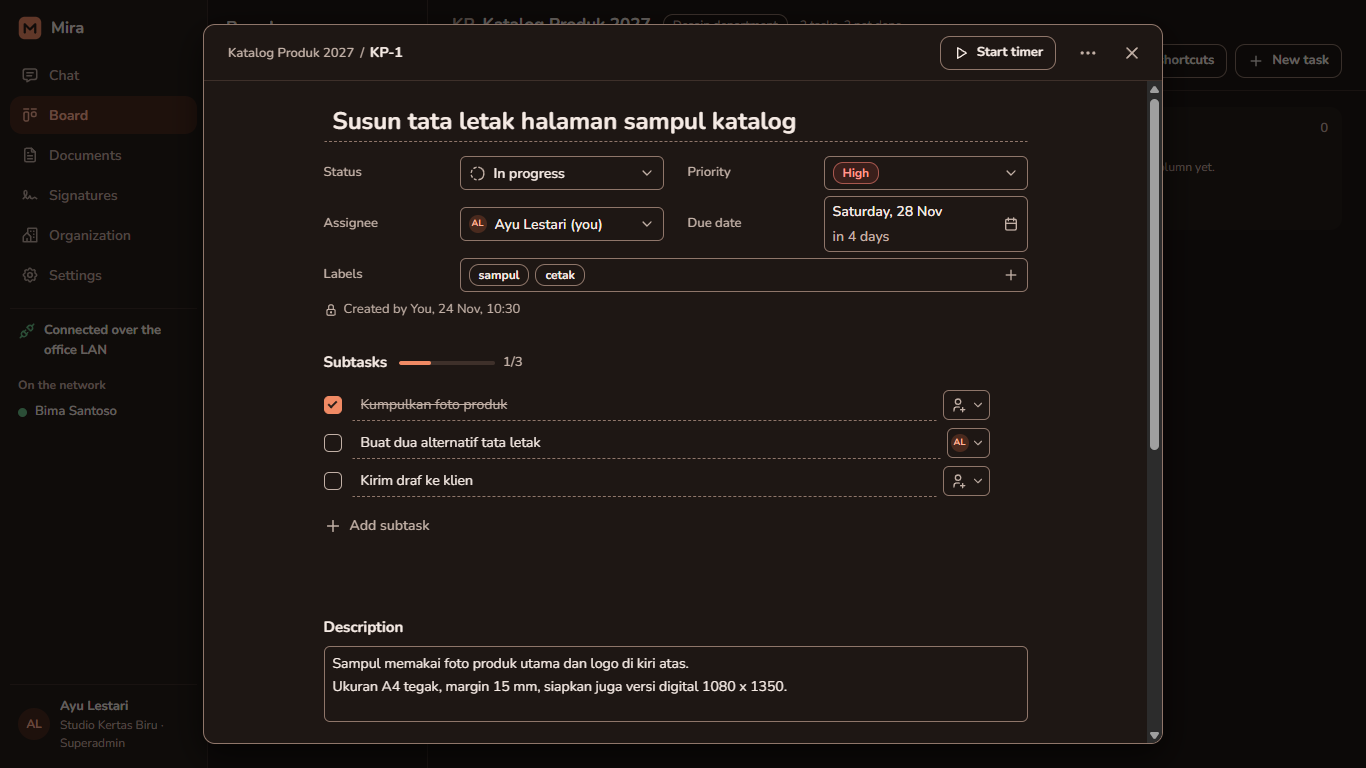 Mira
Chat
Board
Documents
Signatures
Organization
Settings
Connected over the
office LAN
On the network
Bima Santoso
AL
Ayu Lestari
Studio Kertas Biru ·
Superadmin
KP Katalog Produk 2027
New task
0
Katalog Produk 2027 / KP-1
Start timer
Susun tata letak halaman sampul katalog
Status
In progress
Priority
High
Assignee
AL Ayu Lestari (you)
Due date
Saturday, 28 Nov
in 4 days
Labels
sampul
cetak
Created by You, 24 Nov, 10:30
Subtasks
1/3
Kumpulkan foto produk
Buat dua alternatif tata letak
AL
Kirim draf ke klien
Add subtask
Description
Sampul memakai foto produk utama dan logo di kiri atas.
Ukuran A4 tegak, margin 15 mm, siapkan juga versi digital 1080 x 1350.